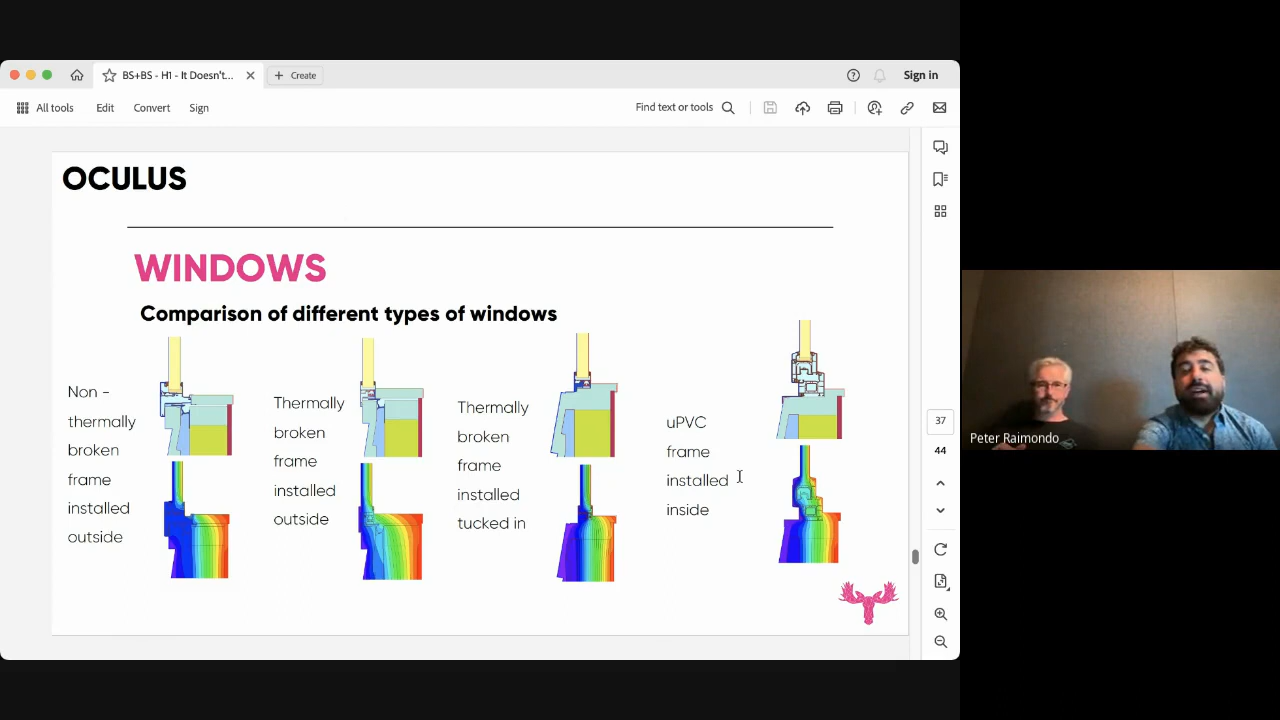 BS+BS - H1 - It Doesn't...
Create
Sign in
All tools
Edit
Convert
Sign
Find text or tools
OCULUS
WINDOWS
Comparison of different types of windows
Non -
thermally
broken
frame
installed
outside
Thermally
broken
frame
installed
outside
Thermally
broken
frame
installed
tucked in
uPVC
frame
installed
inside
37
44
Peter Raimondo